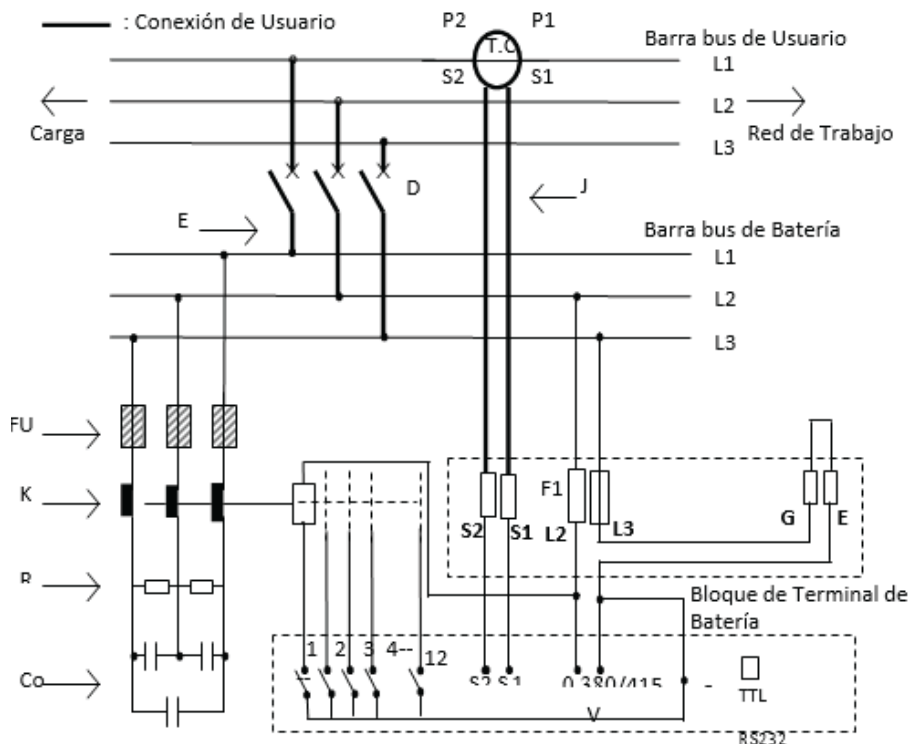 : Conexión de Usuario
P2
P1
T.C
S2
S1
Barra bus de Usuario
L1
L2
L3
Carga
Red de Trabajo
D
J
E
Barra bus de Batería
L1
L2
L3
FU
K
R
Co
F1
S2
S1
L2
L3
G
E
Bloque de Terminal de
Batería
1
2
3
4--
12
S2
S1
0
380/415
V
-
TTL
RS232